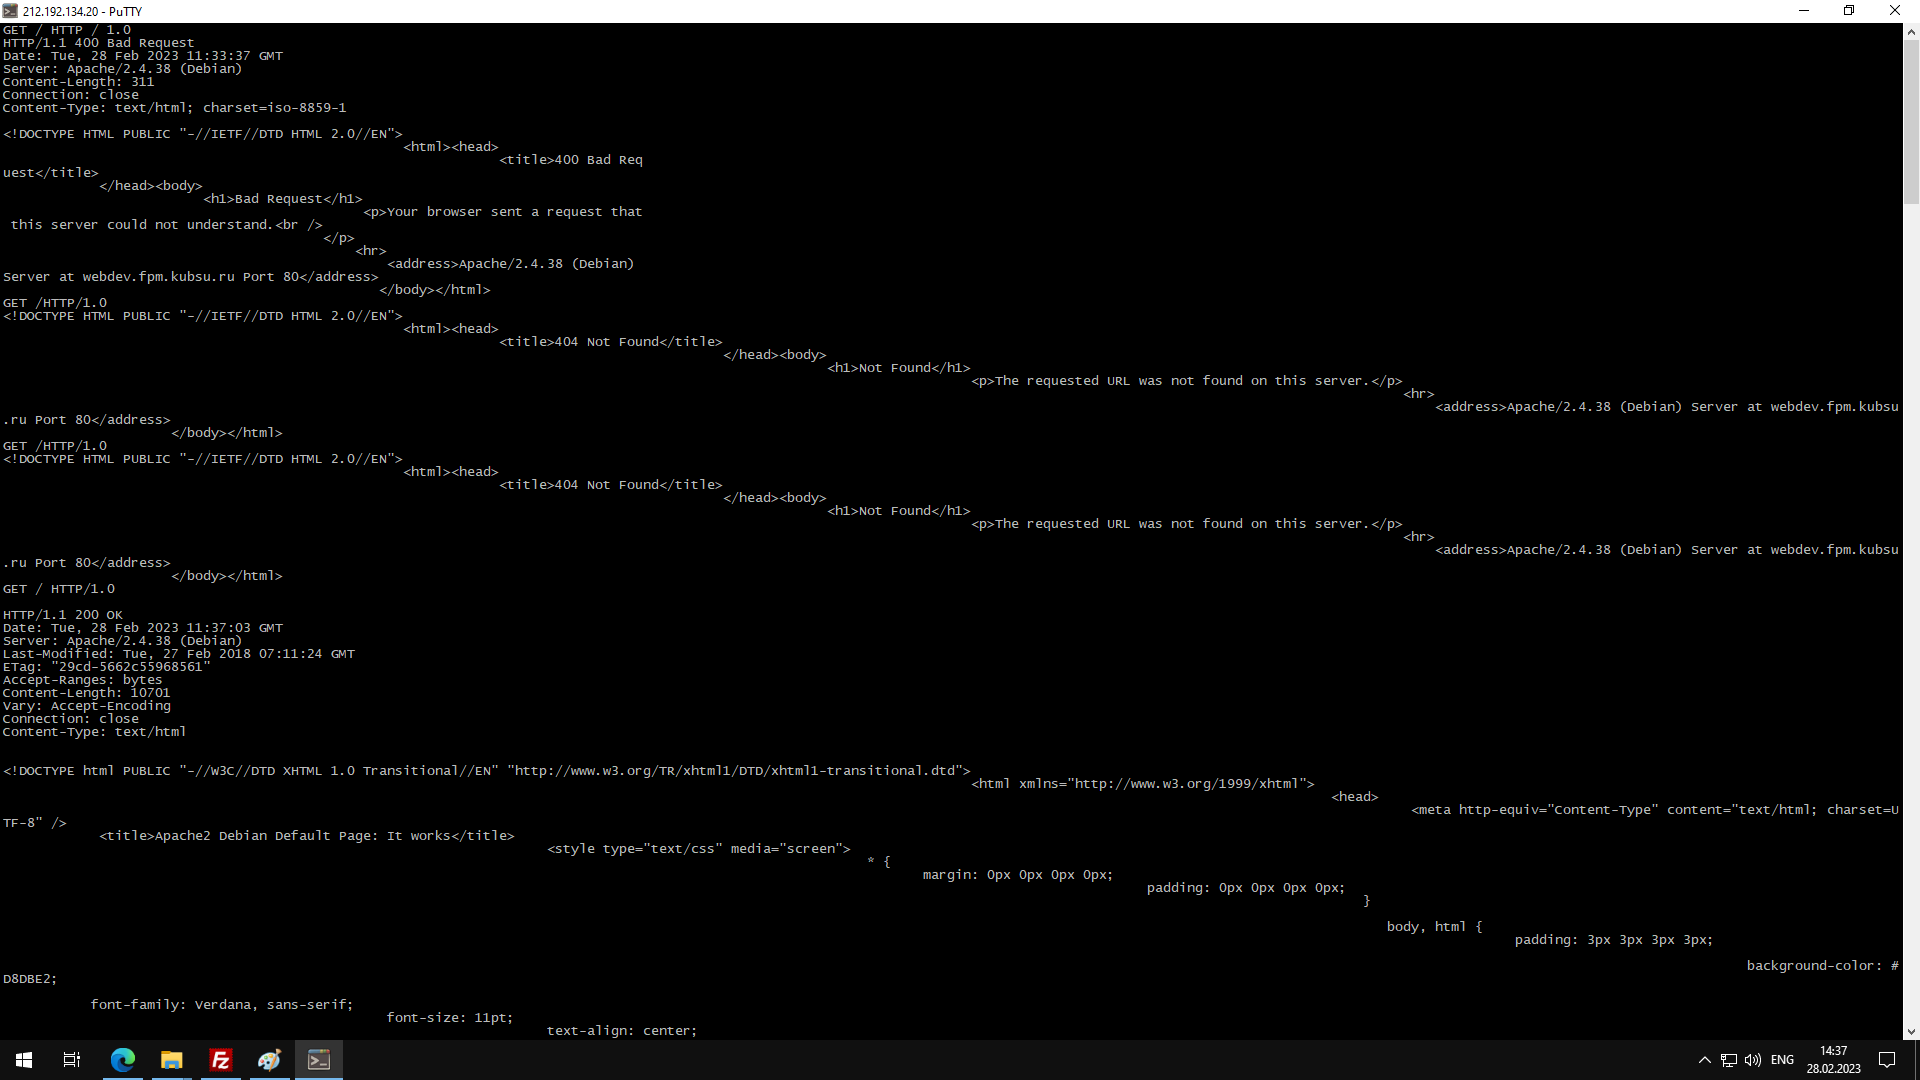 212.192.134.20 - PuTTY
GET / HTTP / 1.0
HTTP/1.1 400 Bad Request
Date: Tue, 28 Feb 2023 11:33:37 GMT
Server: Apache/2.4.38 (Debian)
Content-Length: 311
Connection: close
Content-Type: text/html; charset=iso-8859-1
<!DOCTYPE HTML PUBLIC "-//IETF//DTD HTML 2.0//EN">
<html><head>
<title>400 Bad Req
uest</title>
</head><body>
<h1>Bad Request</h1>
<p>Your browser sent a request that
this server could not understand.<br />
</p>
<hr>
<address>Apache/2.4.38 (Debian)
Server at webdev.fpm.kubsu.ru Port 80</address>
</body></html>
GET /HTTP/1.0
<!DOCTYPE HTML PUBLIC "-//IETF//DTD HTML 2.0//EN">
<html><head>
<title>404 Not Found</title>
</head><body>
<h1>Not Found</h1>
<p>The requested URL was not found on this server.</p>
<hr>
<address>Apache/2.4.38 (Debian) Server at webdev.fpm.kubsu
.ru Port 80</address>
</body></html>
GET /HTTP/1.0
<!DOCTYPE HTML PUBLIC "-//IETF//DTD HTML 2.0//EN">
<html><head>
<title>404 Not Found</title>
</head><body>
<h1>Not Found</h1>
<p>The requested URL was not found on this server.</p>
<hr>
<address>Apache/2.4.38 (Debian) Server at webdev.fpm.kubsu
.ru Port 80</address>
</body></html>
GET / HTTP/1.0
HTTP/1.1 200 OK
Date: Tue, 28 Feb 2023 11:37:03 GMT
Server: Apache/2.4.38 (Debian)
Last-Modified: Tue, 27 Feb 2018 07:11:24 GMT
ETag: "29cd-5662c55968561"
Accept-Ranges: bytes
Content-Length: 10701
Vary: Accept-Encoding
Connection: close
Content-Type: text/html
<!DOCTYPE html PUBLIC "-//W3C//DTD XHTML 1.0 Transitional//EN" "http://www.w3.org/TR/xhtml1/DTD/xhtml1-transitional.dtd">
<html xmlns="http://www.w3.org/1999/xhtml">
<head>
<meta http-equiv="Content-Type" content="text/html; charset=U
TF-8" />
<title>Apache2 Debian Default Page: It works</title>
<style type="text/css" media="screen">
* {
margin: 0px 0px 0px 0px;
padding: 0px 0px 0px 0px;
}
body, html {
padding: 3px 3px 3px 3px;
background-color: #
D8DBE2;
font-family: Verdana, sans-serif;
font-size: 11pt;
text-align: center;
ENG
14:37
28.02.2023